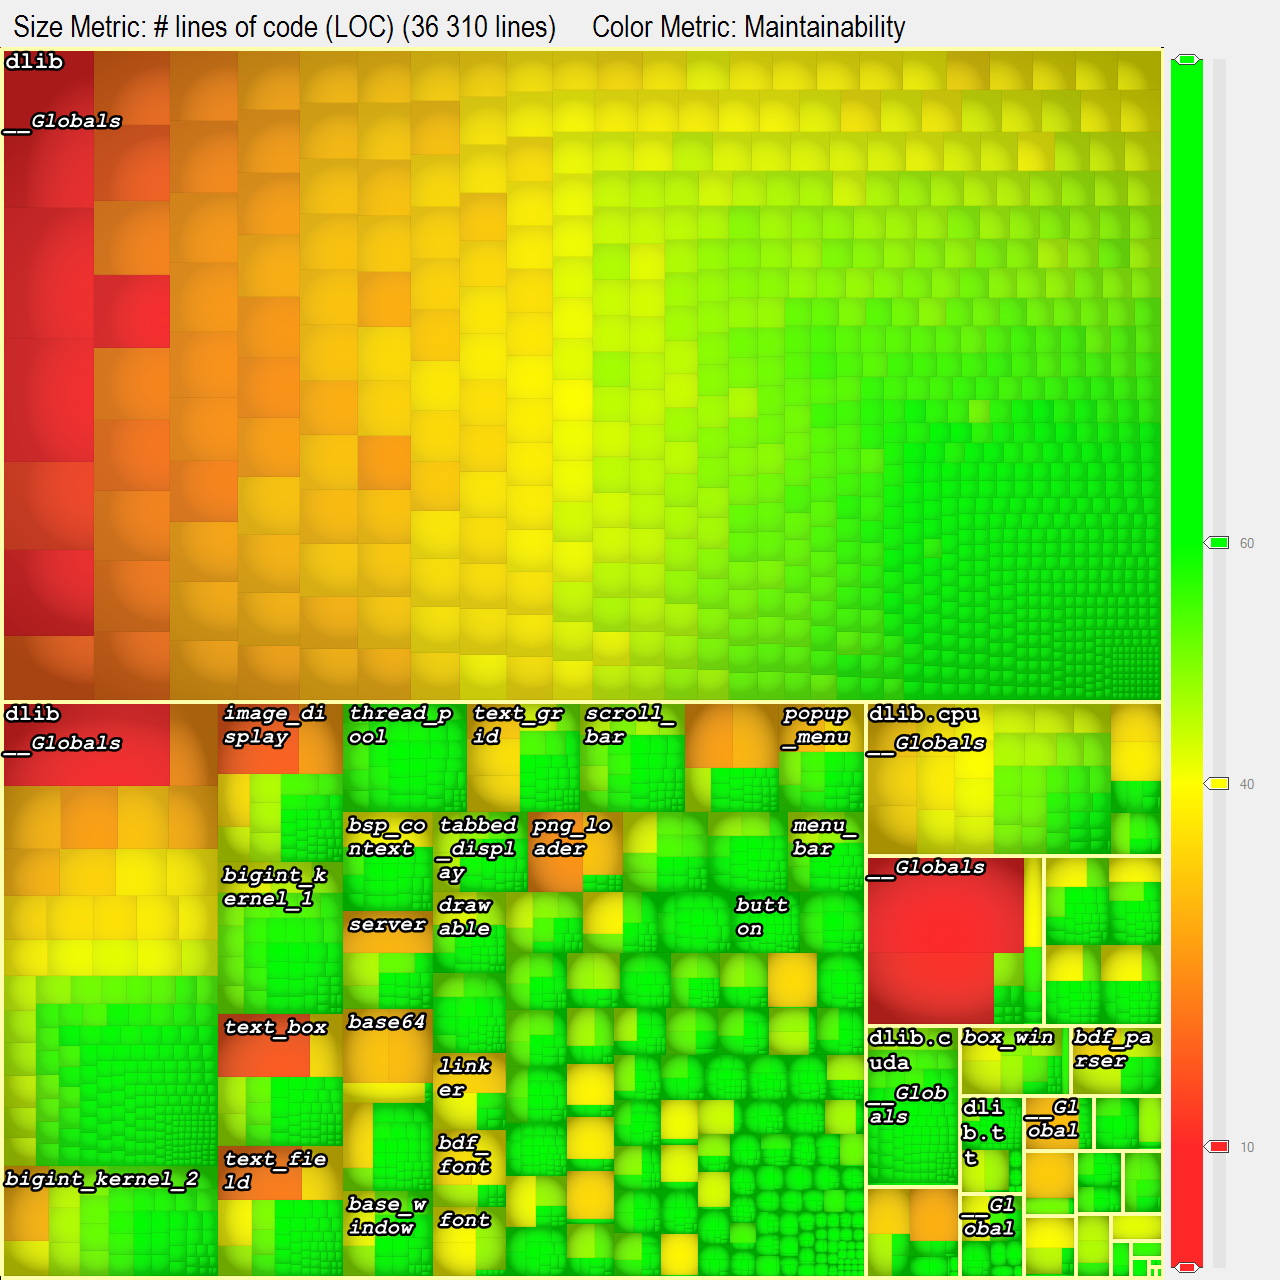 Size Metric: # lines of code (LOC) (36 310 lines) Color Metric: Maintainability
dlib
__Globals
dlib
__Globals
image_di
splay
thread_p
ool
text_gr
id
scroll_
bar
popup
_menu
dlib.cpu
__Globals
bsp_co
ntext
tabbed
_displ
ay
png_lo
ader
menu_
bar
bigint_k
ernel_1
server
draw
able
butt
on
__Globals
text_box
base64
link
er
dlib.c
uda
__Glob
als
box_win
bdf_pa
rser
dli
b.t
t
__Gl
obal
bdf_
font
text_fie
ld
bigint_kernel_2
base_w
indow
font
__Gl
obal
60
40
10